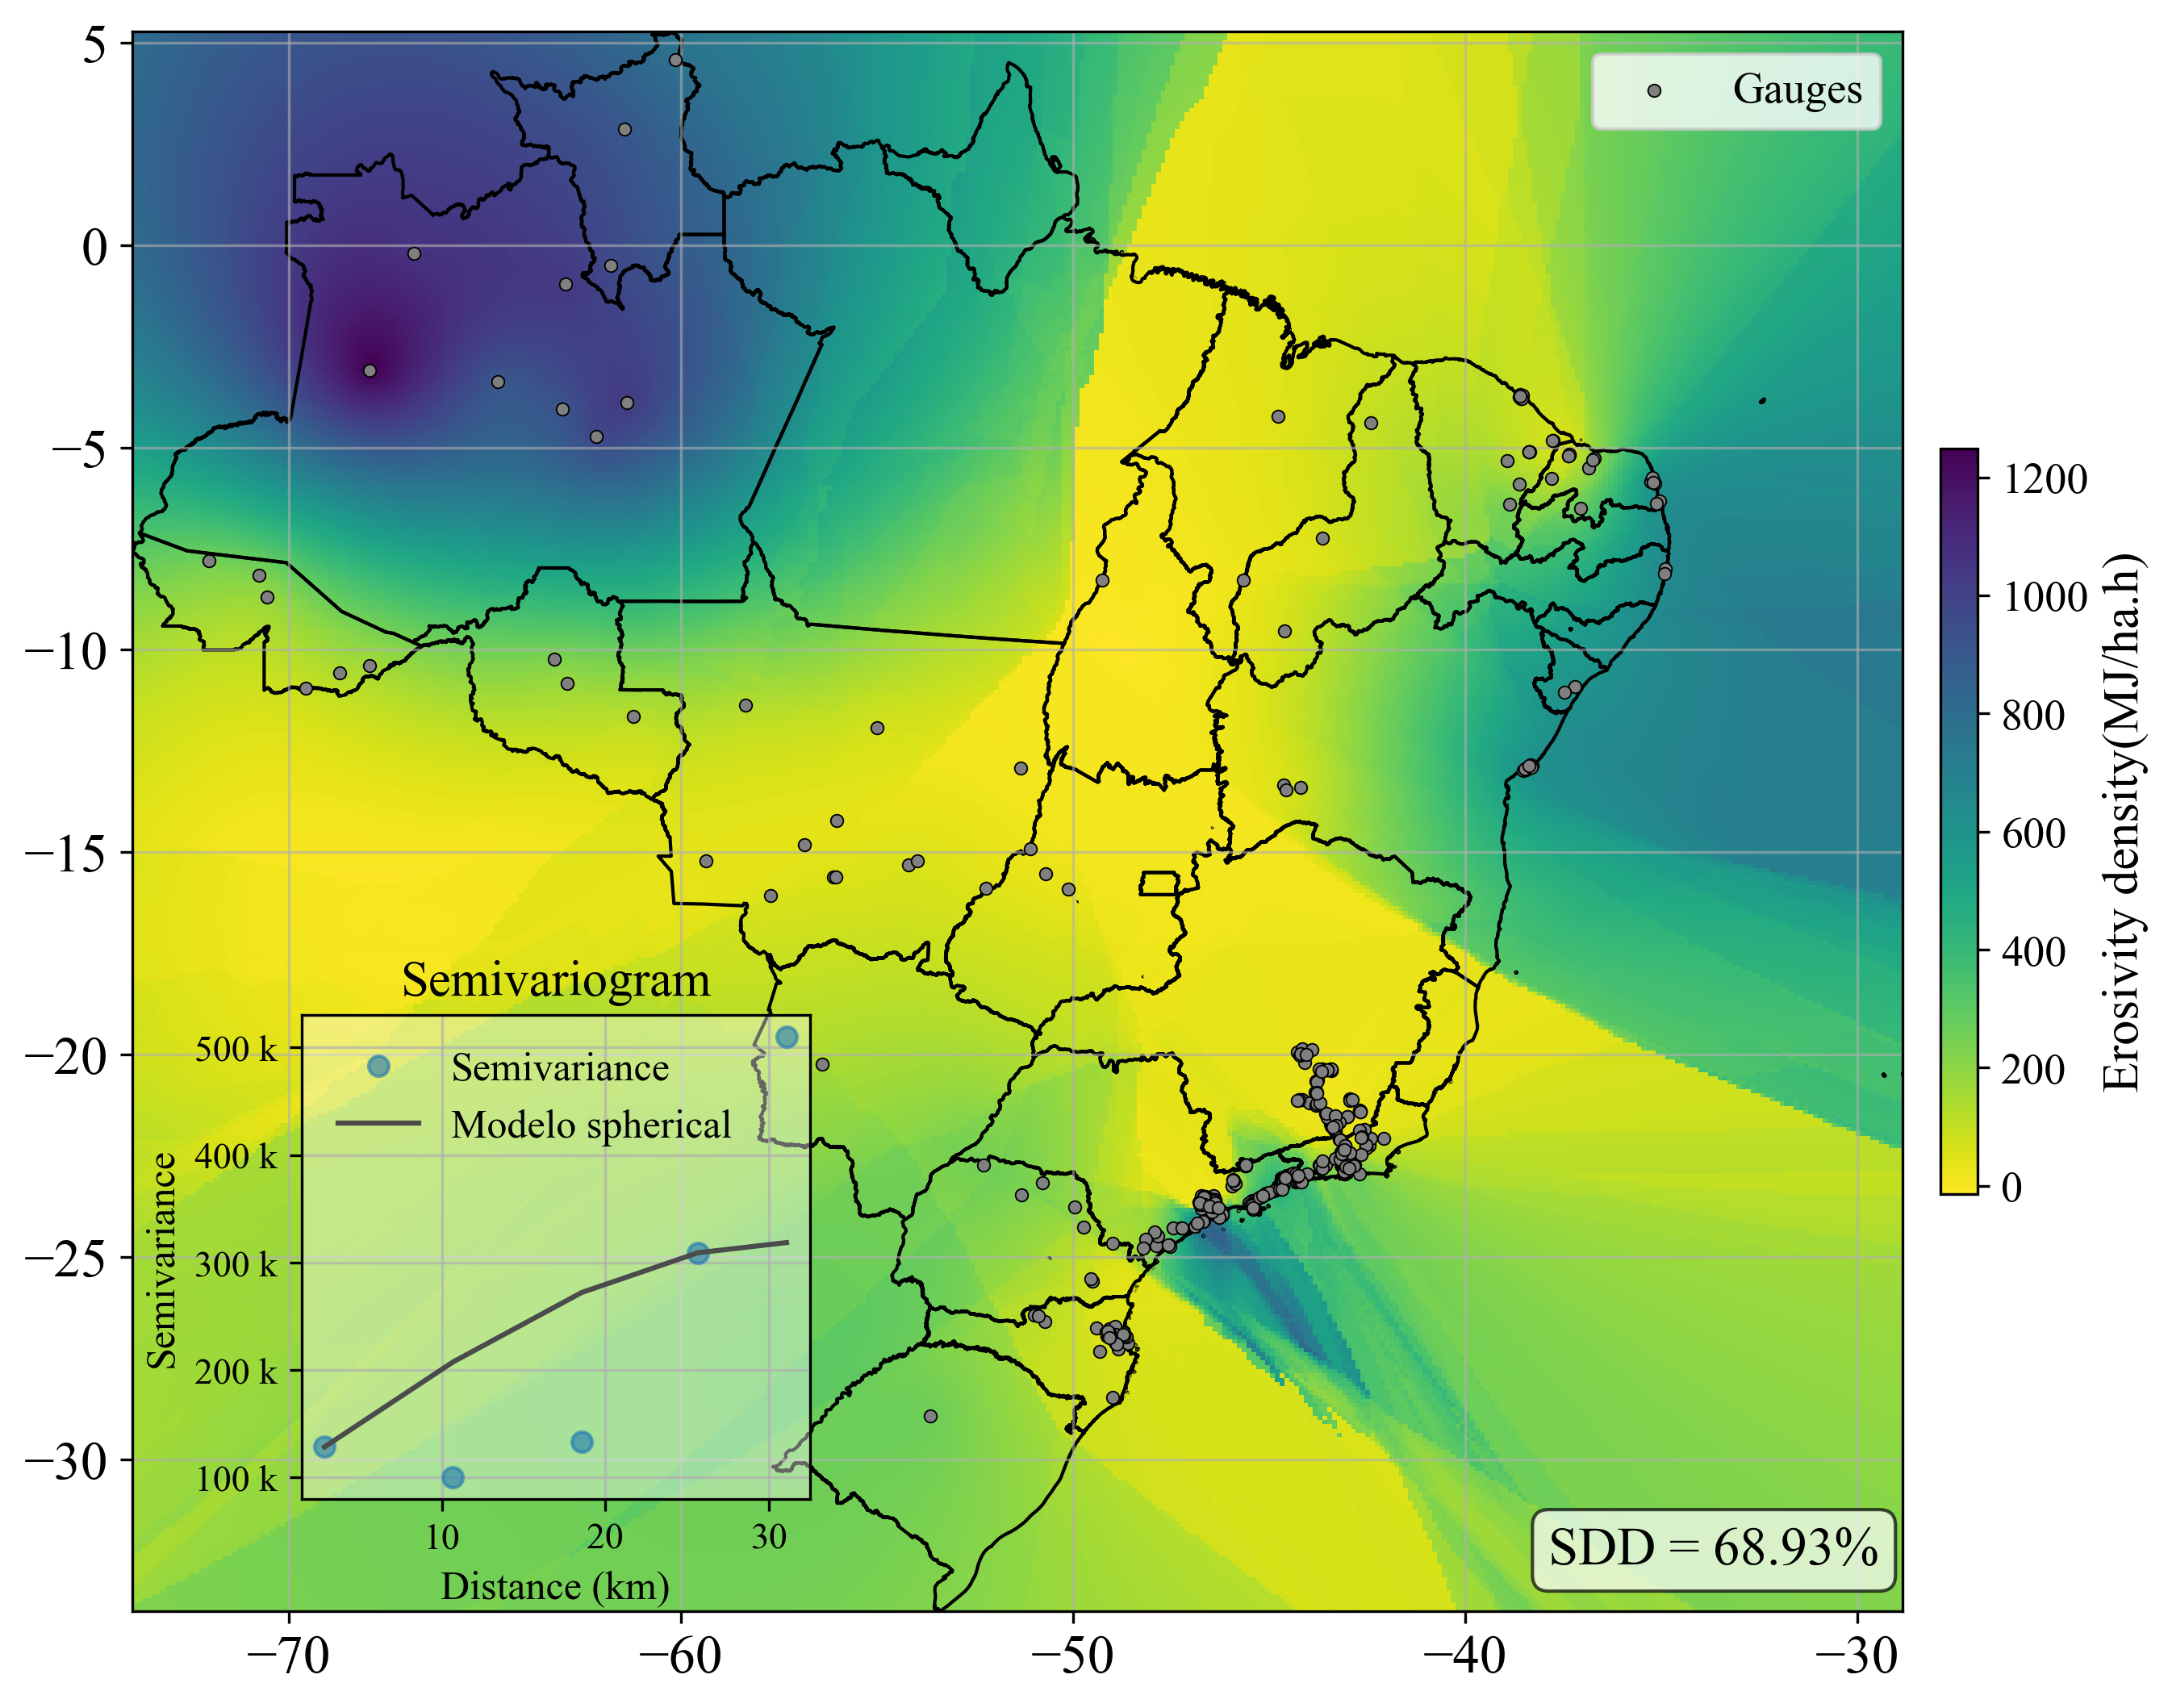 Gauges
5
0
−5
−10
−15
−20
−25
−30
−70
−60
−50
−40
−30
Semivariogram
Semivariance
Modelo spherical
500 k
400 k
300 k
200 k
100 k
Semivariance
10
20
30
Distance (km)
SDD = 68.93%
1200
1000
800
600
400
200
0
Erosivity density(MJ/ha.h)